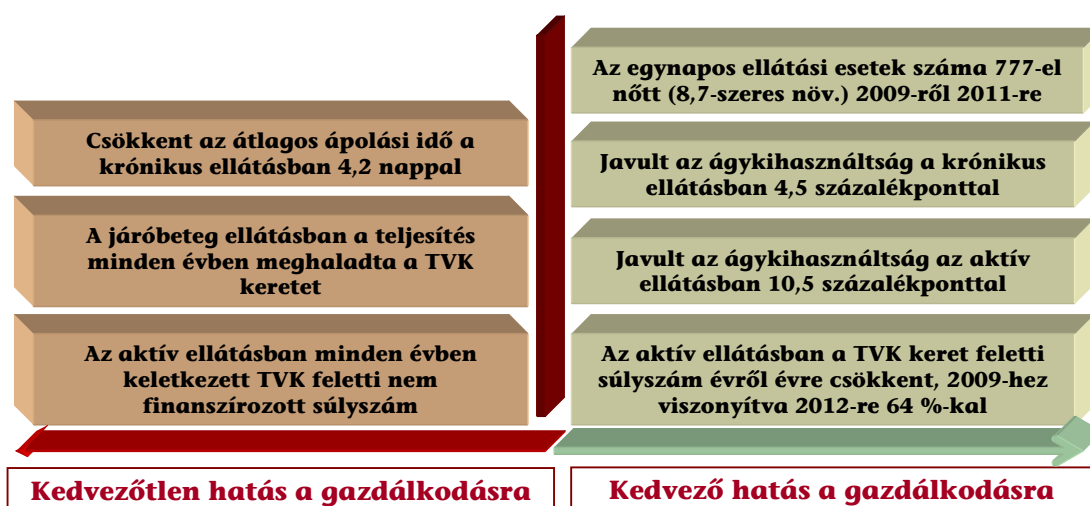 Csökkent az átlagos ápolási idő a
krónikus ellátásban 4,2 nappal
A járóbeteg ellátásban a teljesítés
minden évben meghaladta a TVK
keretet
Az aktív ellátásban minden évben
keletkezett TVK feletti nem
finanszírozott súlyszám
Kedvezőtlen hatás a gazdálkodásra
Az egynapos ellátási esetek száma 777-el
nőtt (8,7-szeres növ.) 2009-ről 2011-re
Javult az ágykihasználtság a krónikus
ellátásban 4,5 százalékponttal
Javult az ágykihasználtság az aktív
ellátásban 10,5 százalékponttal
Az aktív ellátásban a TVK keret feletti
súlyszám évről évre csökkent, 2009-hez
viszonyítva 2012-re 64 %-kal
Kedvező hatás a gazdálkodásra